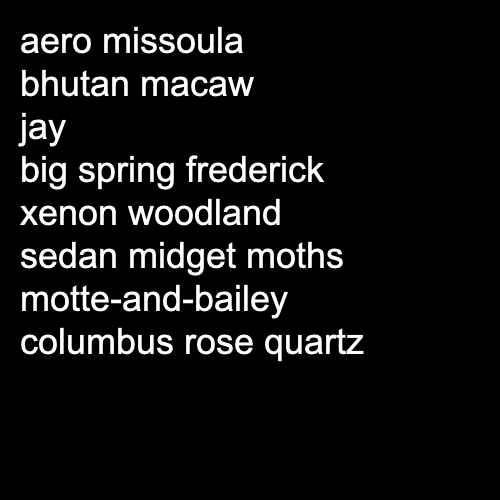 aero missoula
bhutan macaw
jay
big spring frederick
xenon woodland
sedan midget moths
motte-and-bailey
columbus rose quartz